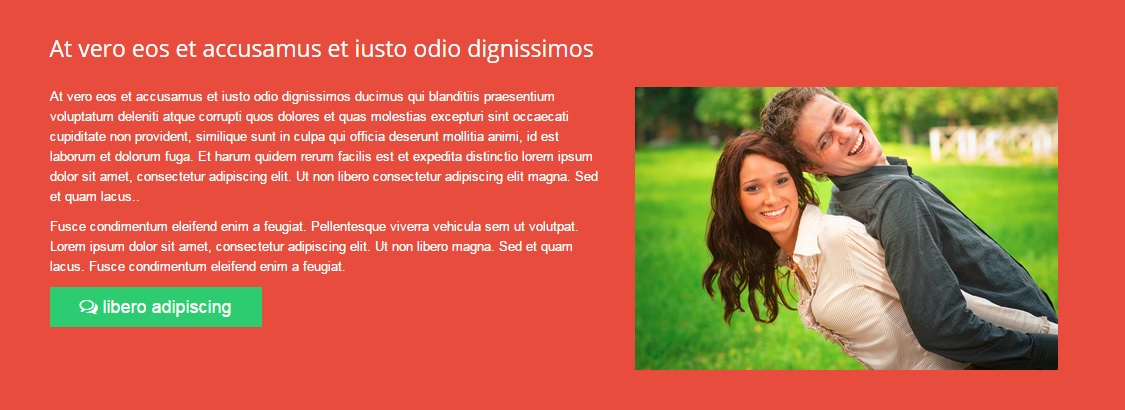 At vero eos et accusamus et iusto odio dignissimos
At vero eos et accusamus et iusto odio dignissimos ducimus qui blanditiis praesentium
voluptatum deleniti atque corrupti quos dolores et quas molestias excepturi sint occaecati
cupiditate non provident, similique sunt in culpa qui officia deserunt mollitia animi, id est
laborum et dolorum fuga. Et harum quidem rerum facilis est et expedita distinctio lorem ipsum
dolor sit amet, consectetur adipiscing elit. Ut non libero consectetur adipiscing elit magna. Sed
et quam lacus..
Fusce condimentum eleifend enim a feugiat. Pellentesque viverra vehicula sem ut volutpat.
Lorem ipsum dolor sit amet, consectetur adipiscing elit. Ut non libero magna. Sed et quam
lacus. Fusce condimentum eleifend enim a feugiat.
libero adipiscing